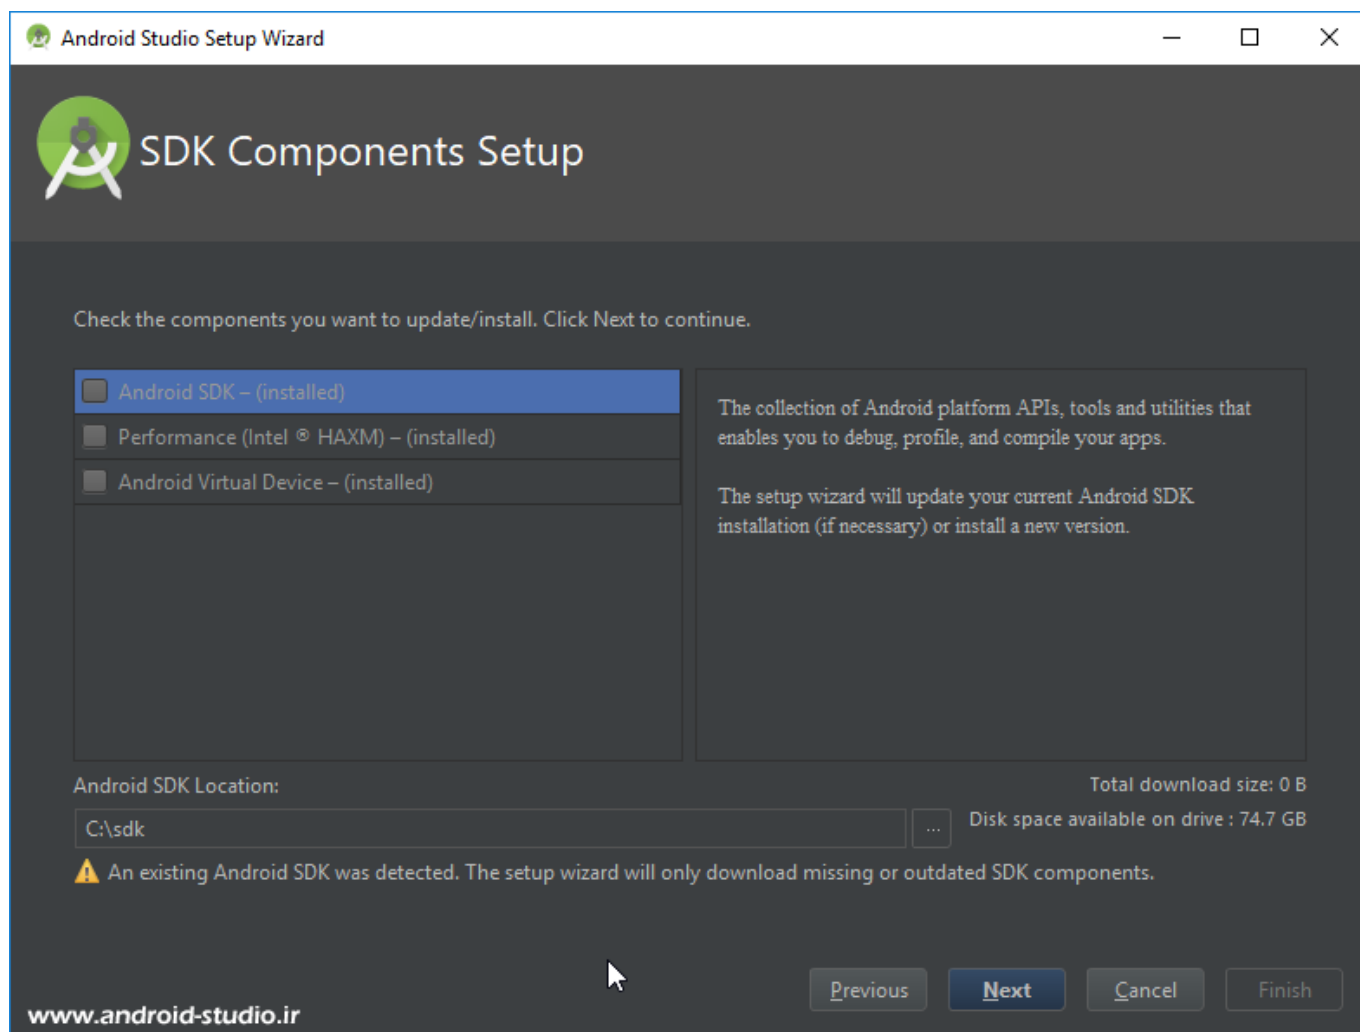 Android Studio Setup Wizard
SDK Components Setup
Check the components you want to update/install. Click Next to continue.
Android SDK – (installed)
Performance (Intel ® HAXM) – (installed)
Android Virtual Device – (installed)
The collection of Android platform APIs, tools and utilities that
enables you to debug, profile, and compile your apps.
The setup wizard will update your current Android SDK
installation (if necessary) or install a new version.
Android SDK Location:
Total download size: 0 B
C:\sdk
...
Disk space available on drive : 74.7 GB
An existing Android SDK was detected. The setup wizard will only download missing or outdated SDK components.
Previous
Next
Cancel
Finish
www.android-studio.ir